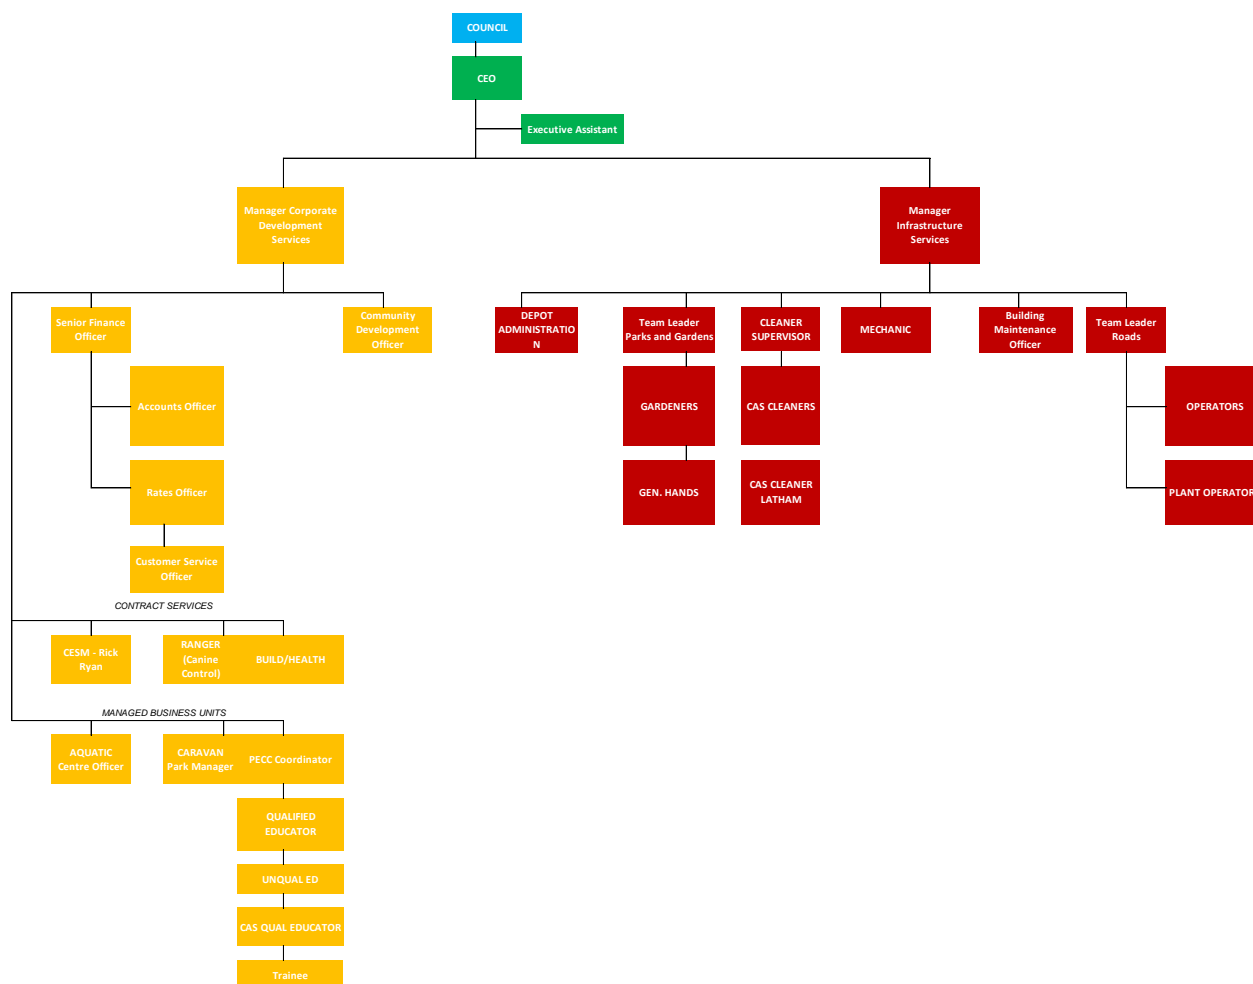 COUNCIL
CEO
Executive Assistant
Manager Corporate
Development
Services
Manager
Infrastructure
Services
Senior Finance
Officer
Community
Development
Officer
DEPOT
ADMINISTRATIO
N
Team Leader
Parks and Gardens
CLEANER
SUPERVISOR
MECHANIC
Building
Maintenance
Officer
Team Leader
Roads
Accounts Officer
GARDENERS
CAS CLEANERS
OPERATORS
Rates Officer
GEN. HANDS
CAS CLEANER
LATHAM
PLANT OPERATOR
Customer Service
Officer
CONTRACT SERVICES
CESM - Rick
Ryan
RANGER
(Canine
Control)
BUILD/HEALTH
MANAGED BUSINESS UNITS
AQUATIC
Centre Officer
CARAVAN
Park Manager
PECC Coordinator
QUALIFIED
EDUCATOR
UNQUAL ED
CAS QUAL EDUCATOR
Trainee